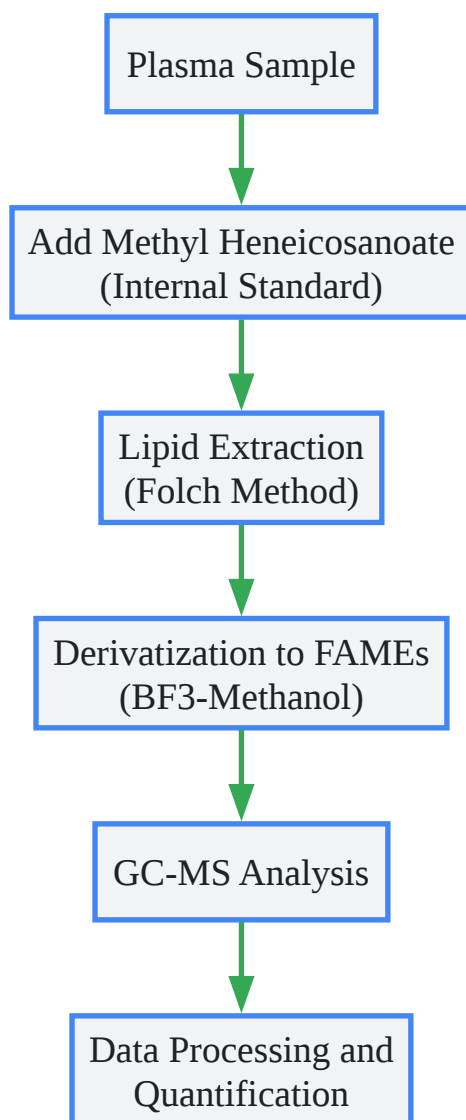 Plasma Sample
Add Methyl Heneicosanoate
(Internal Standard)
Lipid Extraction
(Folch Method)
Derivatization to FAMEs
(BF3-Methanol)
GC-MS Analysis
Data Processing and
Quantification